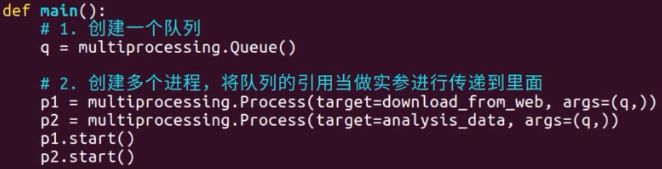 def main():
    # 1. 创建一个队列
    q = multiprocessing.Queue()

    # 2. 创建多个进程，将队列的引用当做实参进行传递到里面
    p1 = multiprocessing.Process(target=download_from_web, args=(q,))
    p2 = multiprocessing.Process(target=analysis_data, args=(q,))
    p1.start()
    p2.start()